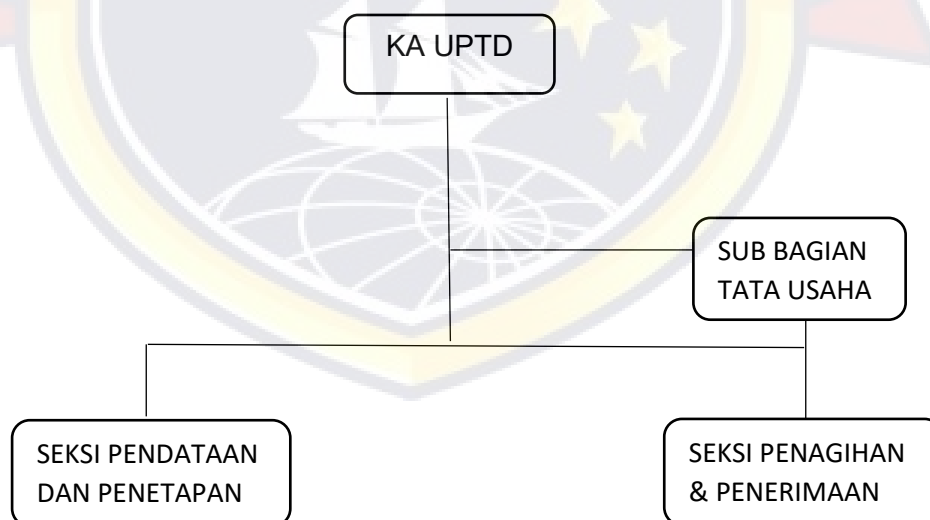 KA UPTD
SUB BAGIAN
TATA USAHA
SEKSI PENDATAAN
DAN PENETAPAN
SEKSI PENAGIHAN
& PENERIMAAN